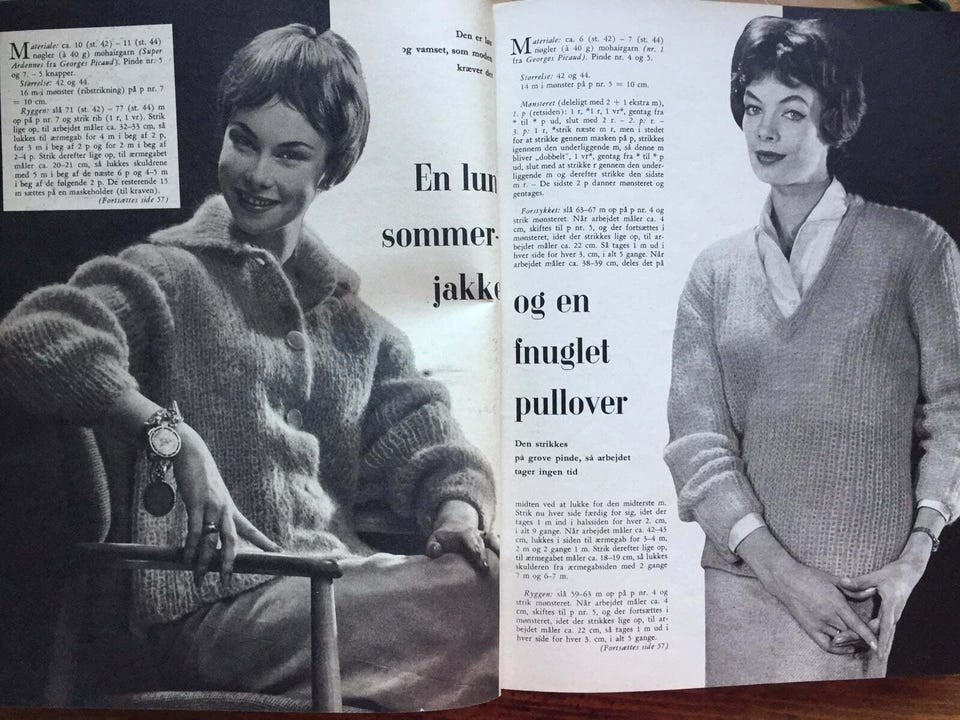 Materiale: ca. 10 (st. 42) – 11 (st. 44)
nøgler (à 40 g) mohairgarn (Super
Ardennes fra Georges Picaud). Pinde nr. 5
og 7. – 5 knapper.
Størrelse: 42 og 44.
16 m i mønster (ribstrikning) på p nr. 7
= 10 cm.
Ryggen: slå 71 (st. 42) – 77 (st. 44) m
op på p nr. 7 og strik rib (1 r, 1 vr). Strik
lige op, til arbejdet måler ca. 32–33 cm, så
lukkes til ærmegab for 4 m i beg af 2 p,
for 3 m i beg af 2 p og for 2 m i beg af
2–4 p. Strik derefter lige op, til ærmegabet
måler ca. 20–21 cm, så lukkes skuldrene
med 5 m i beg af de næste 6 p og 4–5 m
i beg af de følgende 2 p. De resterende 15
m sættes på en maskeholder (til kraven).
(Fortsættes side 57)
Den er
og vamset, som moden
kræver det
En lun
sommer-
jakke
Materiale: ca. 6 (st. 42) – 7 (st. 44)
nøgler (à 40 g) mohairgarn (nr. 1
fra Georges Picaud). Pinde nr. 4 og 5.
Størrelse: 42 og 44.
14 m i mønster på p nr. 5 = 10 cm.
Mønsteret (deleligt med 2 + 1 ekstra m),
1. p (retsiden): 1 r, *1 r, 1 vr*, gentag fra
* til * p ud, slut med 2 r. – 2. p: r. –
3. p: 1 r, *strik næste m r, men i stedet
for at strikke gennem masken på p, strikkes
igennem den underliggende m, så denne m
bliver „dobbelt", 1 vr*, gentag fra * til * p
ud, slut med at strikke r gennem den under-
liggende m og derefter strikke den sidste
m r. – De sidste 2 p danner mønsteret og
gentages.
Forstykket: slå 63–67 m op på p nr. 4 og
strik mønsteret. Når arbejdet måler ca. 4
cm, skiftes til p nr. 5, og der fortsættes i
mønsteret, idet der strikkes lige op, til ar-
bejdet måler ca. 22 cm. Så tages 1 m ud i
hver side for hver 3. cm, i alt 5 gange. Når
arbejdet måler ca. 38–39 cm, deles det på
og en
fnuglet
pullover
Den strikkes
på grove pinde, så arbejdet
tager ingen tid
midten ved at lukke for den midterste m.
Strik nu hver side færdig for sig, idet der
tages 1 m ind i halssiden for hver 2. cm,
i alt 9 gange. Når arbejdet måler ca. 42–43
cm, lukkes i siden til ærmegab for 3–4 m,
2 m og 2 gange 1 m. Strik derefter lige op,
til ærmegabet måler ca. 18–19 cm, så lukkes
skulderen fra ærmegabsiden med 2 gange
7 m og 6–7 m.
Ryggen: slå 59–63 m op på p nr. 4 og
strik mønsteret. Når arbejdet måler ca. 4
cm, skiftes til p nr. 5, og der fortsættes i
mønsteret, idet der strikkes lige op, til ar-
bejdet måler ca. 22 cm, så tages 1 m ud i
hver side for hver 3. cm, i alt 5 gange.
(Fortsættes side 57)